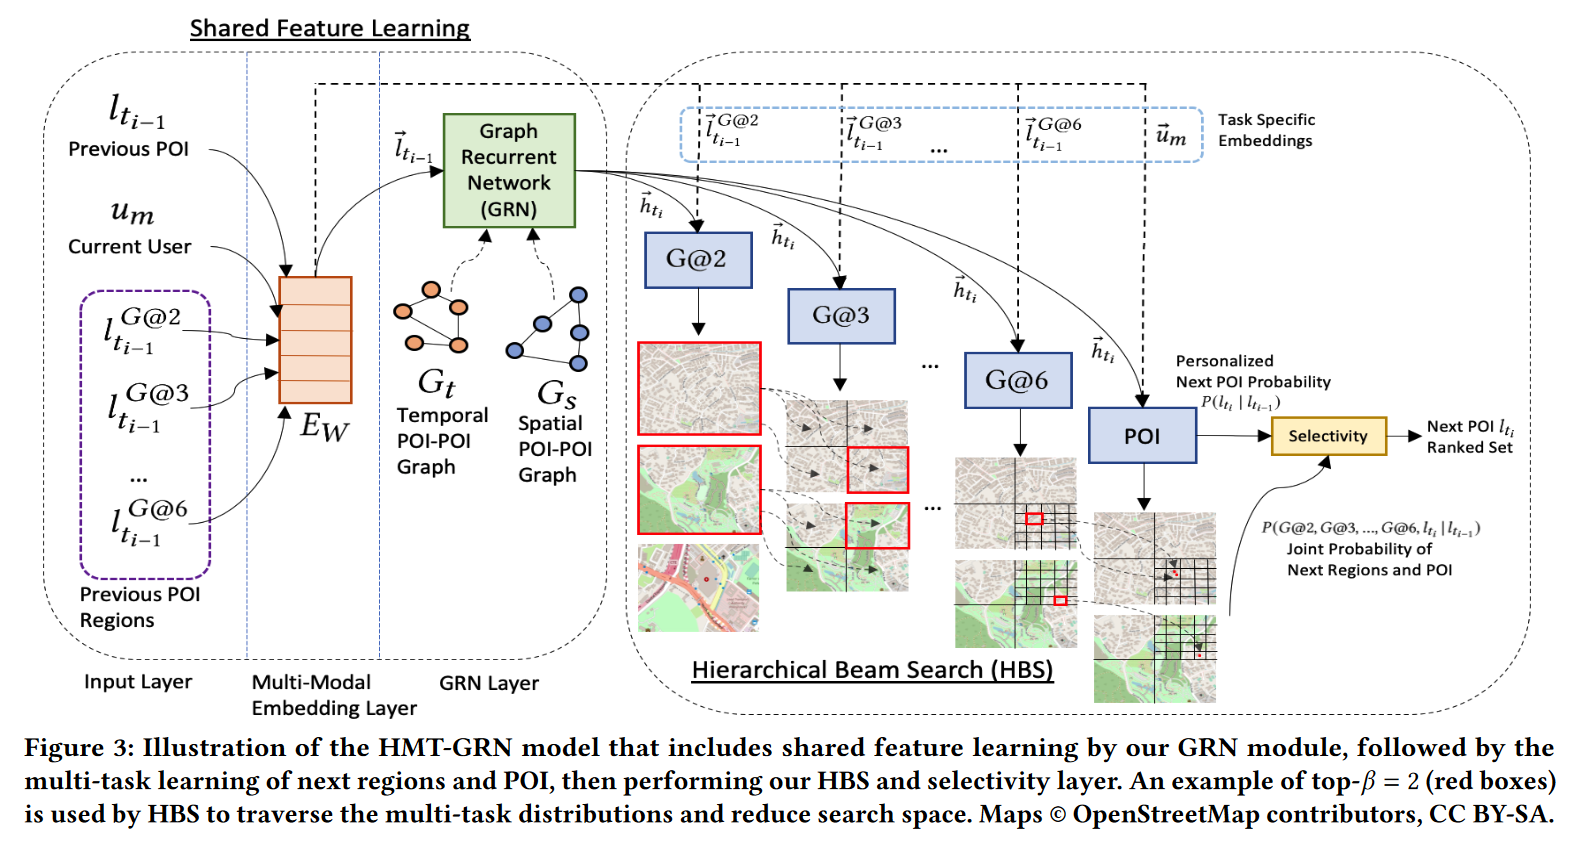 Shared Feature Learning
l_{t_{i-1}}
Previous POI
u_m
Current User
l_{t_{i-1}}^{G@2}
l_{t_{i-1}}^{G@3}
...
l_{t_{i-1}}^{G@6}
Previous POI
Regions
Input Layer
E_W
Multi-Modal
Embedding Layer
\vec{l}_{t_{i-1}}
Graph
Recurrent
Network
(GRN)
G_t
Temporal
POI-POI
Graph
G_s
Spatial
POI-POI
Graph
GRN Layer
\vec{l}_{t_{i-1}}^{G@2}
\vec{l}_{t_{i-1}}^{G@3}
...
\vec{l}_{t_{i-1}}^{G@6}
\vec{u}_m
Task Specific
Embeddings
\vec{h}_{t_i}
\vec{h}_{t_i}
\vec{h}_{t_i}
\vec{h}_{t_i}
G@2
G@3
...
G@6
POI
...
Personalized
Next POI Probability
P(l_{t_i} | l_{t_{i-1}})
Selectivity
Next POI l_{t_i}
Ranked Set
P(G@2, G@3, ..., G@6, l_{t_i} | l_{t_{i-1}})
Joint Probability of
Next Regions and POI
Hierarchical Beam Search (HBS)
Figure 3: Illustration of the HMT-GRN model that includes shared feature learning by our GRN module, followed by the
multi-task learning of next regions and POI, then performing our HBS and selectivity layer. An example of top-β = 2 (red boxes)
is used by HBS to traverse the multi-task distributions and reduce search space. Maps © OpenStreetMap contributors, CC BY-SA.